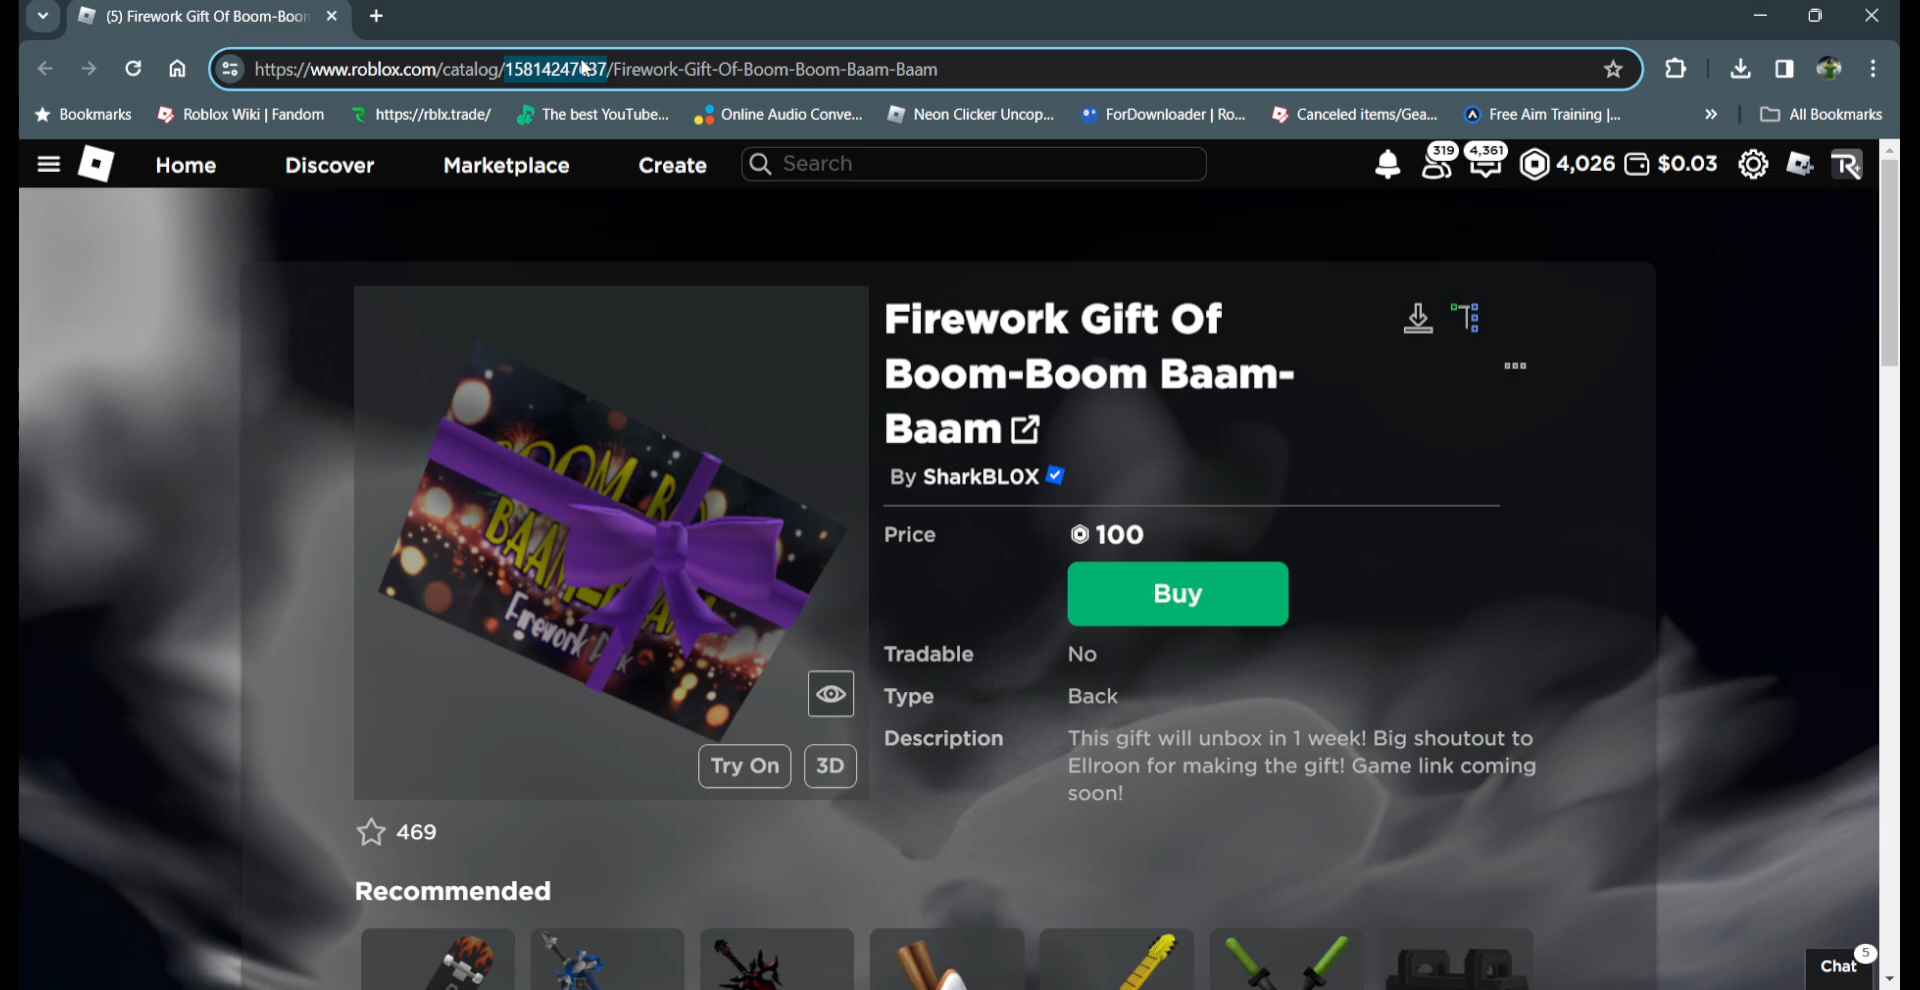 (5) Firework Gift Of Boom-Boom
https://www.roblox.com/catalog/15814247637/Firework-Gift-Of-Boom-Boom-Baam-Baam
Bookmarks
Roblox Wiki | Fandom
https://rblx.trade/
The best YouTube...
Online Audio Conve...
Neon Clicker Uncop...
ForDownloader | Ro...
Canceled items/Gea...
Free Aim Training |...
»
All Bookmarks
Home
Discover
Marketplace
Create
Search
319
4,361
4,026
$0.03
Firework Gift Of
Boom-Boom Baam-
Baam
By SharkBL0X
Price
100
Buy
Tradable
No
Type
Back
Description
This gift will unbox in 1 week! Big shoutout to
Ellroon for making the gift! Game link coming
soon!
Try On
3D
469
Recommended
Chat
5